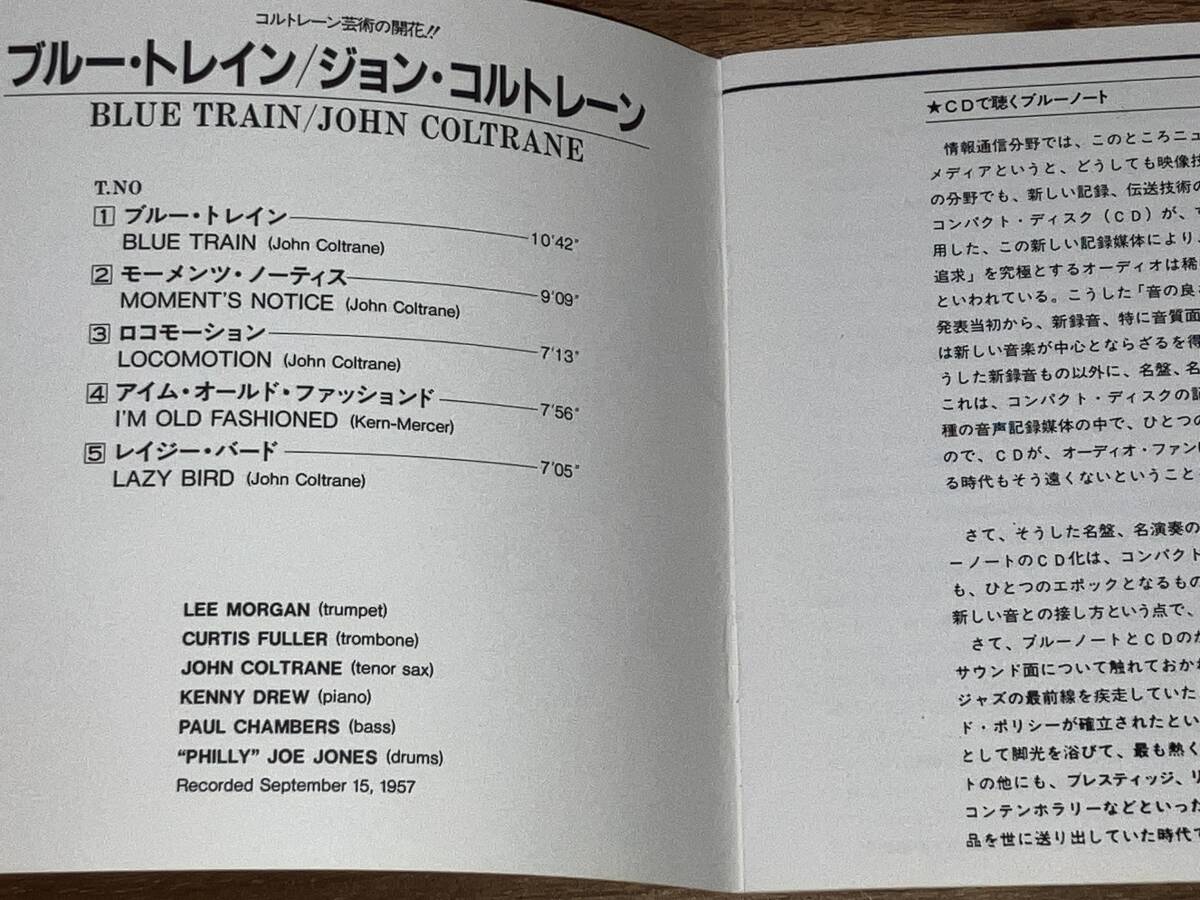 コルトレーン芸術の開花!!
ブルー・トレイン/ジョン・コルトレーン
BLUE TRAIN/JOHN COLTRANE
T.NO
1 ブルー・トレイン 10'42"
BLUE TRAIN (John Coltrane)
2 モーメンツ・ノーティス 9'09"
MOMENT'S NOTICE (John Coltrane)
3 ロコモーション 7'13"
LOCOMOTION (John Coltrane)
4 アイム・オールド・ファッションド 7'56"
I'M OLD FASHIONED (Kern-Mercer)
5 レイジー・バード 7'05"
LAZY BIRD (John Coltrane)
LEE MORGAN (trumpet)
CURTIS FULLER (trombone)
JOHN COLTRANE (tenor sax)
KENNY DREW (piano)
PAUL CHAMBERS (bass)
"PHILLY" JOE JONES (drums)
Recorded September 15, 1957
★CDで聴くブルーノート
情報通信分野では、このところニュ
メディアというと、どうしても映像技
の分野でも、新しい記録、伝送技術の
コンパクト・ディスク（CD）が、
用した、この新しい記録媒体により、
追求」を究極とするオーディオは稀
といわれている。こうした「音の良
発表当初から、新録音、特に音質面
は新しい音楽が中心とならざるを得
うした新録音もの以外に、名盤、名
これは、コンパクト・ディスクの記
種の音声記録媒体の中で、ひとつの
ので、CDが、オーディオ・ファン
る時代もそう遠くないということ
さて、そうした名盤、名演奏の
ーノートのCD化は、コンパクト
も、ひとつのエポックとなるもの
新しい音との接し方という点で、
さて、ブルーノートとCDのか
サウンド面について触れておかね
ジャズの最前線を疾走していた
ド・ポリシーが確立されたとい
として脚光を浴びて、最も熱く
トの他にも、プレスティッジ、リ
コンテンポラリーなどといった
品を世に送り出していた時代で